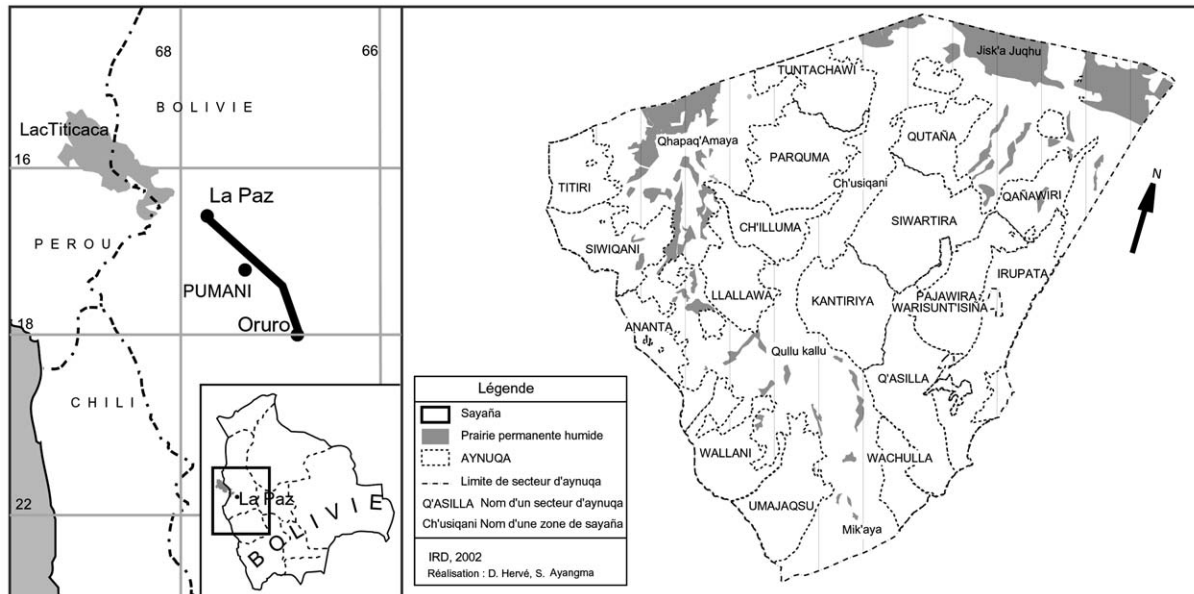 68
66
BOLIVIE
LacTiticaca
16
La Paz
PEROU
PUMANI
Oruro
18
CHILI
22
La Paz
BOLIVIE
Légende
Sayaña
Prairie permanente humide
AYNUQA
Limite de secteur d'aynuqa
Q'ASILLA Nom d'un secteur d'aynuqa
Ch'usiqani Nom d'une zone de sayaña
IRD, 2002
Réalisation : D. Hervé, S. Ayangma
Jisk'a Juqhu
TUNTACHAWI
Qhapaq'Amaya
QUTAÑA
PARQUMA
TITIRI
Ch'usiqani
QAÑAWIRI
CH'ILLUMA
SIWARTIRA
SIWIQANI
IRUPATA
LLALLAWA
KANTIRIYA
PAJAWIRA
WARISUNT'ISIÑA
ANANTA
Qullu kallu
Q'ASILLA
WALLANI
WACHULLA
UMAJAQSU
Mik'aya
N